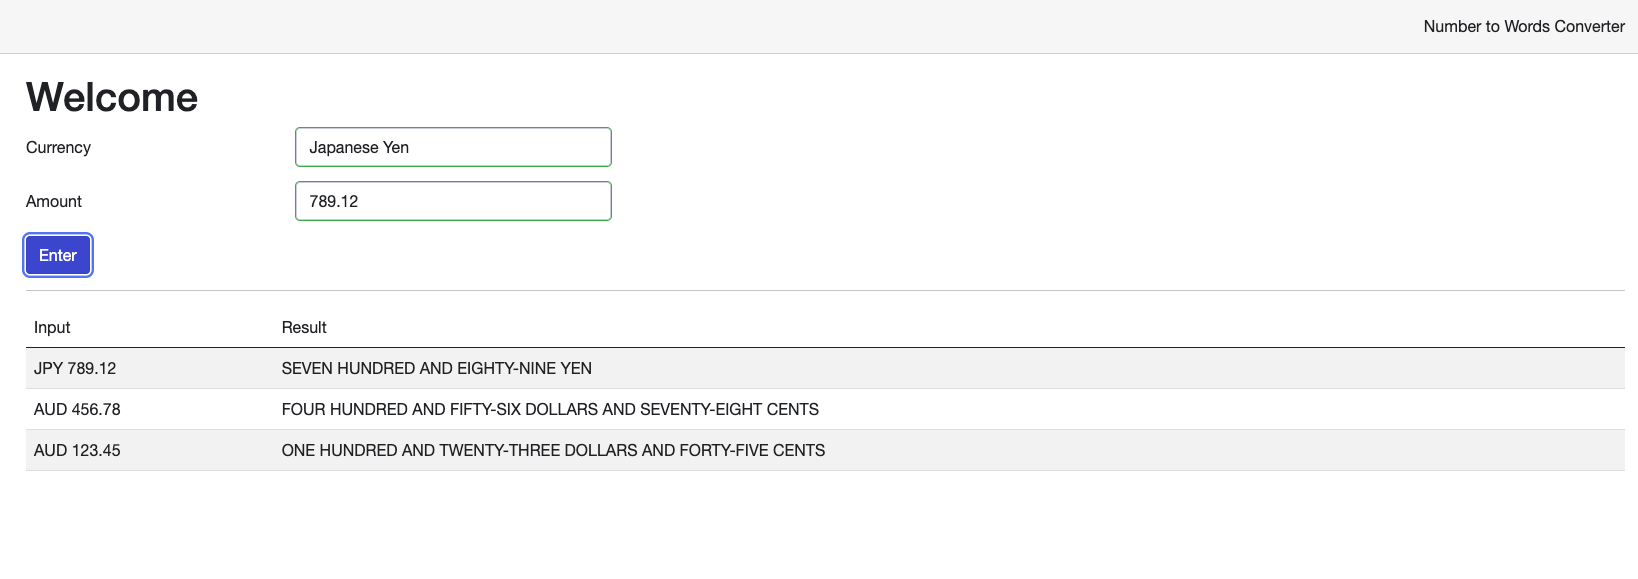 Number to Words Converter
Welcome
Currency Japanese Yen
Amount 789.12
Enter
Input Result
JPY 789.12 SEVEN HUNDRED AND EIGHTY-NINE YEN
AUD 456.78 FOUR HUNDRED AND FIFTY-SIX DOLLARS AND SEVENTY-EIGHT CENTS
AUD 123.45 ONE HUNDRED AND TWENTY-THREE DOLLARS AND FORTY-FIVE CENTS